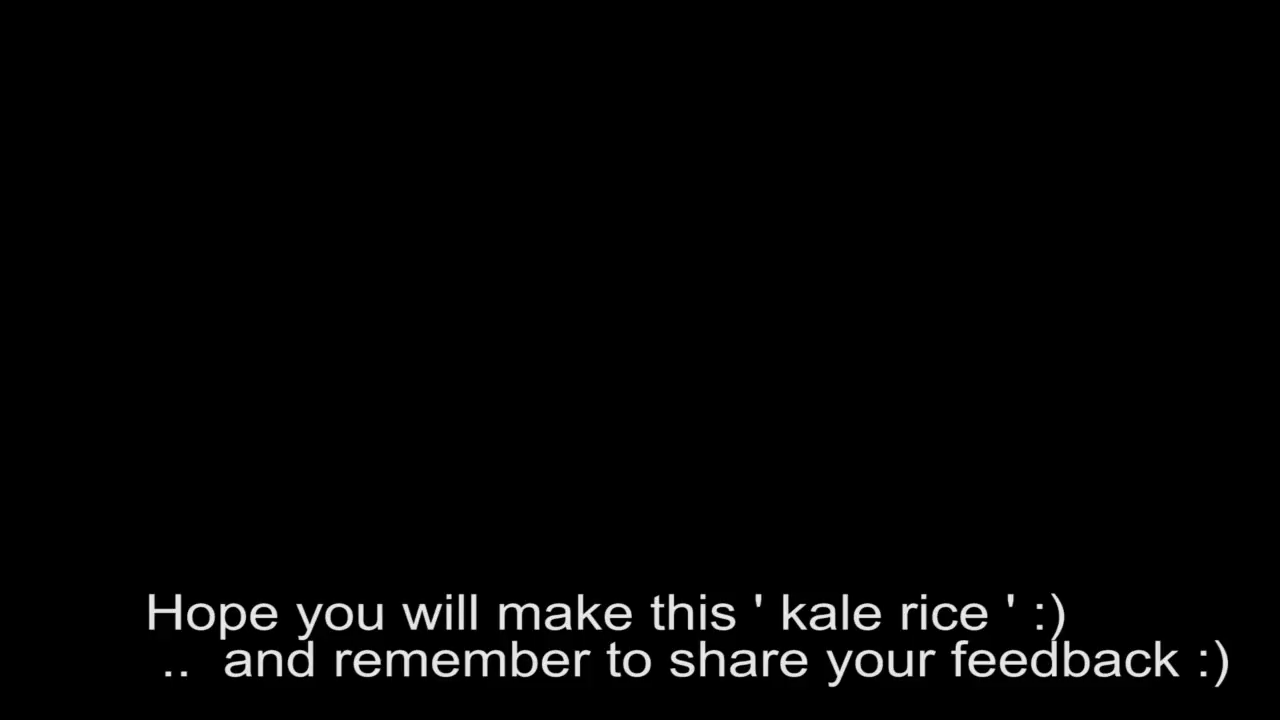 Hope you will make this ' kale rice ' :)
.. and remember to share your feedback :)